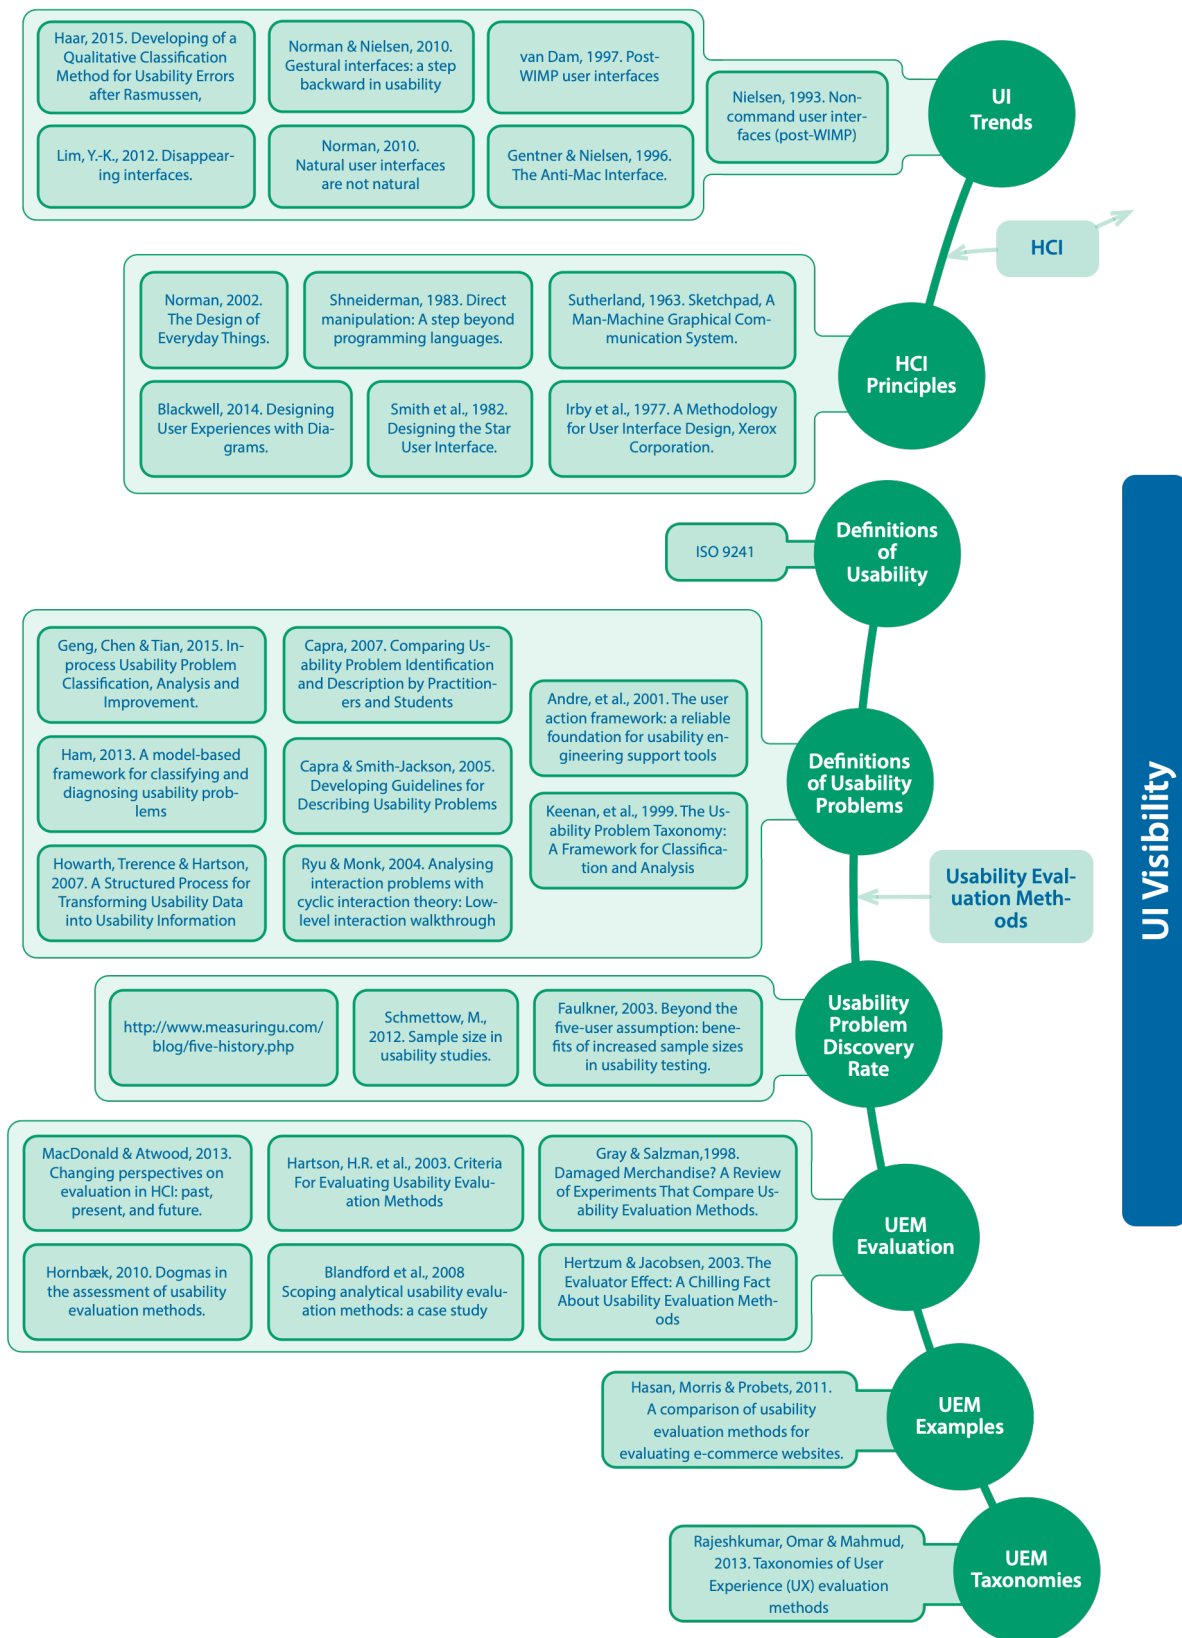 Haar, 2015. Developing of a
Qualitative Classification
Method for Usability Errors
after Rasmussen,
Norman & Nielsen, 2010.
Gestural interfaces: a step
backward in usability
van Dam, 1997. Post-
WIMP user interfaces
Nielsen, 1993. Non-
command user inter-
faces (post-WIMP)
Lim, Y.-K., 2012. Disappear-
ing interfaces.
Norman, 2010.
Natural user interfaces
are not natural
Gentner & Nielsen, 1996.
The Anti-Mac Interface.
UI
Trends
HCI
Norman, 2002.
The Design of
Everyday Things.
Shneiderman, 1983. Direct
manipulation: A step beyond
programming languages.
Sutherland, 1963. Sketchpad, A
Man-Machine Graphical Com-
munication System.
Blackwell, 2014. Designing
User Experiences with Dia-
grams.
Smith et al., 1982.
Designing the Star
User Interface.
Irby et al., 1977. A Methodology
for User Interface Design, Xerox
Corporation.
HCI
Principles
ISO 9241
Definitions
of
Usability
Geng, Chen & Tian, 2015. In-
process Usability Problem
Classification, Analysis and
Improvement.
Capra, 2007. Comparing Us-
ability Problem Identification
and Description by Practition-
ers and Students
Andre, et al., 2001. The user
action framework: a reliable
foundation for usability en-
gineering support tools
Ham, 2013. A model-based
framework for classifying and
diagnosing usability prob-
lems
Capra & Smith-Jackson, 2005.
Developing Guidelines for
Describing Usability Problems
Keenan, et al., 1999. The Us-
ability Problem Taxonomy:
A Framework for Classifica-
tion and Analysis
Howarth, Trerence & Hartson,
2007. A Structured Process for
Transforming Usability Data
into Usability Information
Ryu & Monk, 2004. Analysing
interaction problems with
cyclic interaction theory: Low-
level interaction walkthrough
Definitions
of Usability
Problems
Usability Eval-
uation Meth-
ods
UI Visibility
http://www.measuringu.com/
blog/five-history.php
Schmettow, M.,
2012. Sample size in
usability studies.
Faulkner, 2003. Beyond the
five-user assumption: bene-
fits of increased sample sizes
in usability testing.
Usability
Problem
Discovery
Rate
MacDonald & Atwood, 2013.
Changing perspectives on
evaluation in HCI: past,
present, and future.
Hartson, H.R. et al., 2003. Criteria
For Evaluating Usability Evalu-
ation Methods
Gray & Salzman,1998.
Damaged Merchandise? A Review
of Experiments That Compare Us-
ability Evaluation Methods.
Hornbæk, 2010. Dogmas in
the assessment of usability
evaluation methods.
Blandford et al., 2008
Scoping analytical usability evalu-
ation methods: a case study
Hertzum & Jacobsen, 2003. The
Evaluator Effect: A Chilling Fact
About Usability Evaluation Meth-
ods
UEM
Evaluation
Hasan, Morris & Probets, 2011.
A comparison of usability
evaluation methods for
evaluating e-commerce websites.
UEM
Examples
Rajeshkumar, Omar & Mahmud,
2013. Taxonomies of User
Experience (UX) evaluation
methods
UEM
Taxonomies